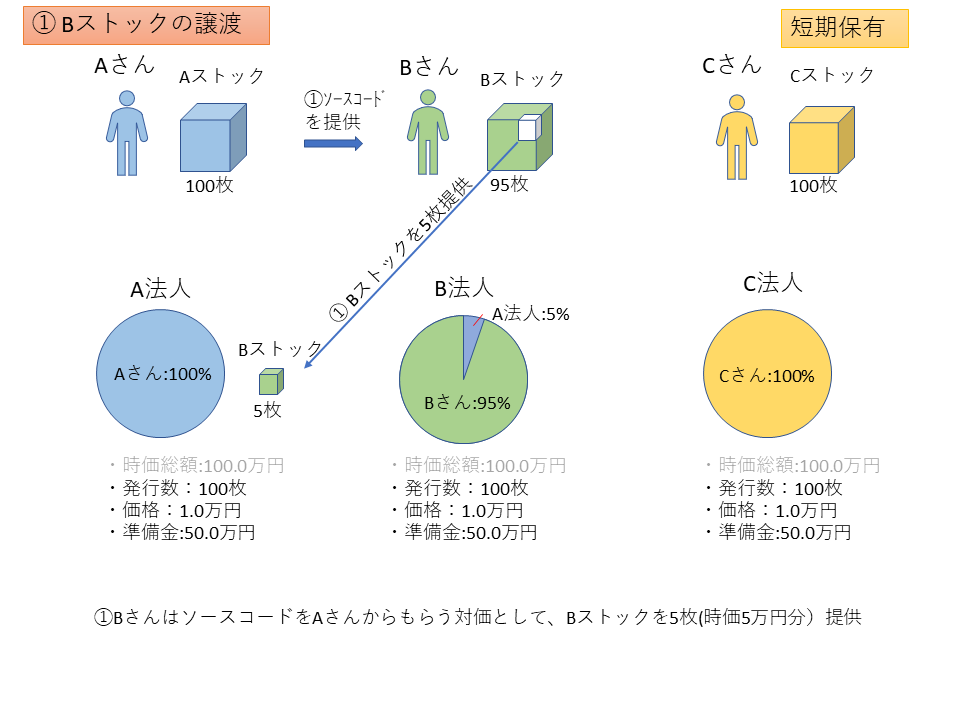 ① Bストックの譲渡
短期保有
Aさん
Aストック
100枚
①ｿｰｽｺｰﾄﾞ
を提供
Bさん
Bストック
95枚
Cさん
Cストック
100枚
① Bストックを5枚提供
A法人
Aさん:100%
Bストック
5枚
・時価総額:100.0万円
・発行数：100枚
・価格：1.0万円
・準備金:50.0万円
B法人
A法人:5%
Bさん:95%
・時価総額:100.0万円
・発行数：100枚
・価格：1.0万円
・準備金:50.0万円
C法人
Cさん:100%
・時価総額:100.0万円
・発行数：100枚
・価格：1.0万円
・準備金:50.0万円
①BさんはソースコードをAさんからもらう対価として、Bストックを5枚(時価5万円分）提供